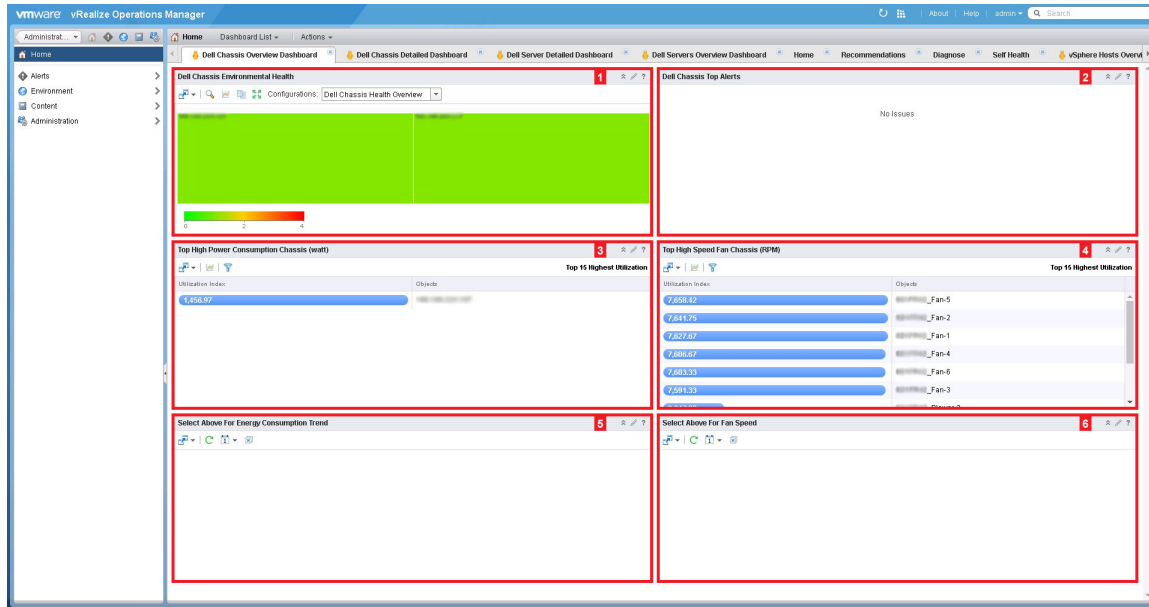 vmware vRealize Operations Manager About Help admin Search
Administrat... Home Dashboard List Actions
Home Dell Chassis Overview Dashboard Dell Chassis Detailed Dashboard Dell Server Detailed Dashboard Dell Servers Overview Dashboard Home Recommendations Diagnose Self Health vSphere Hosts Overvi
Alerts
Environment
Content
Administration
Dell Chassis Environmental Health 1
Configurations: Dell Chassis Health Overview
0 2 4
Dell Chassis Top Alerts 2
No Issues
Top High Power Consumption Chassis (watt) 3
Top 15 Highest Utilization
Utilization Index Objects
1,456.97
Top High Speed Fan Chassis (RPM) 4
Top 15 Highest Utilization
Utilization Index Objects
7,658.42 _Fan-5
7,641.75 _Fan-2
7,627.67 _Fan-1
7,606.67 _Fan-4
7,603.33 _Fan-6
7,591.33 _Fan-3
Select Above For Energy Consumption Trend 5
Select Above For Fan Speed 6